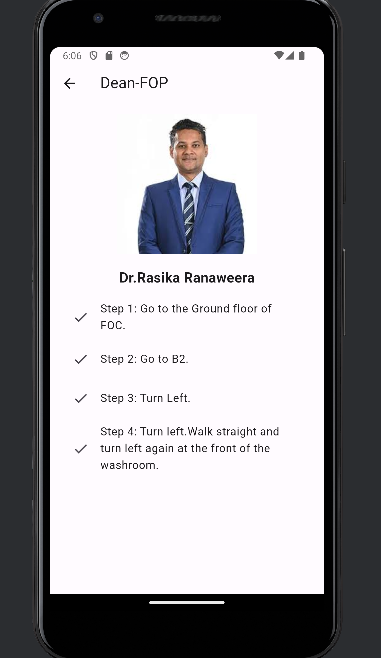 6:06
Dean-FOP
Dr.Rasika Ranaweera
Step 1: Go to the Ground floor of
FOC.
Step 2: Go to B2.
Step 3: Turn Left.
Step 4: Turn left.Walk straight and
turn left again at the front of the
washroom.